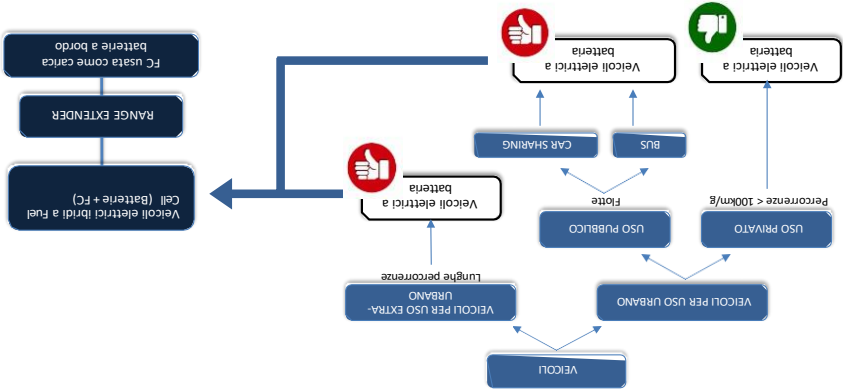 VEICOLI
VEICOLI PER USO URBANO
VEICOLI PER USO EXTRA-
URBANO
Lunghe percorrenze
USO PRIVATO
Percorrenze < 100km/g
USO PUBBLICO
Flotte
Veicoli elettrici a
batteria
Veicoli elettrici ibridi a Fuel
Cell (Batterie + FC)
BUS
CAR SHARING
RANGE EXTENDER
Veicoli elettrici a
batteria
Veicoli elettrici a
batteria
FC usata come carica
batterie a bordo